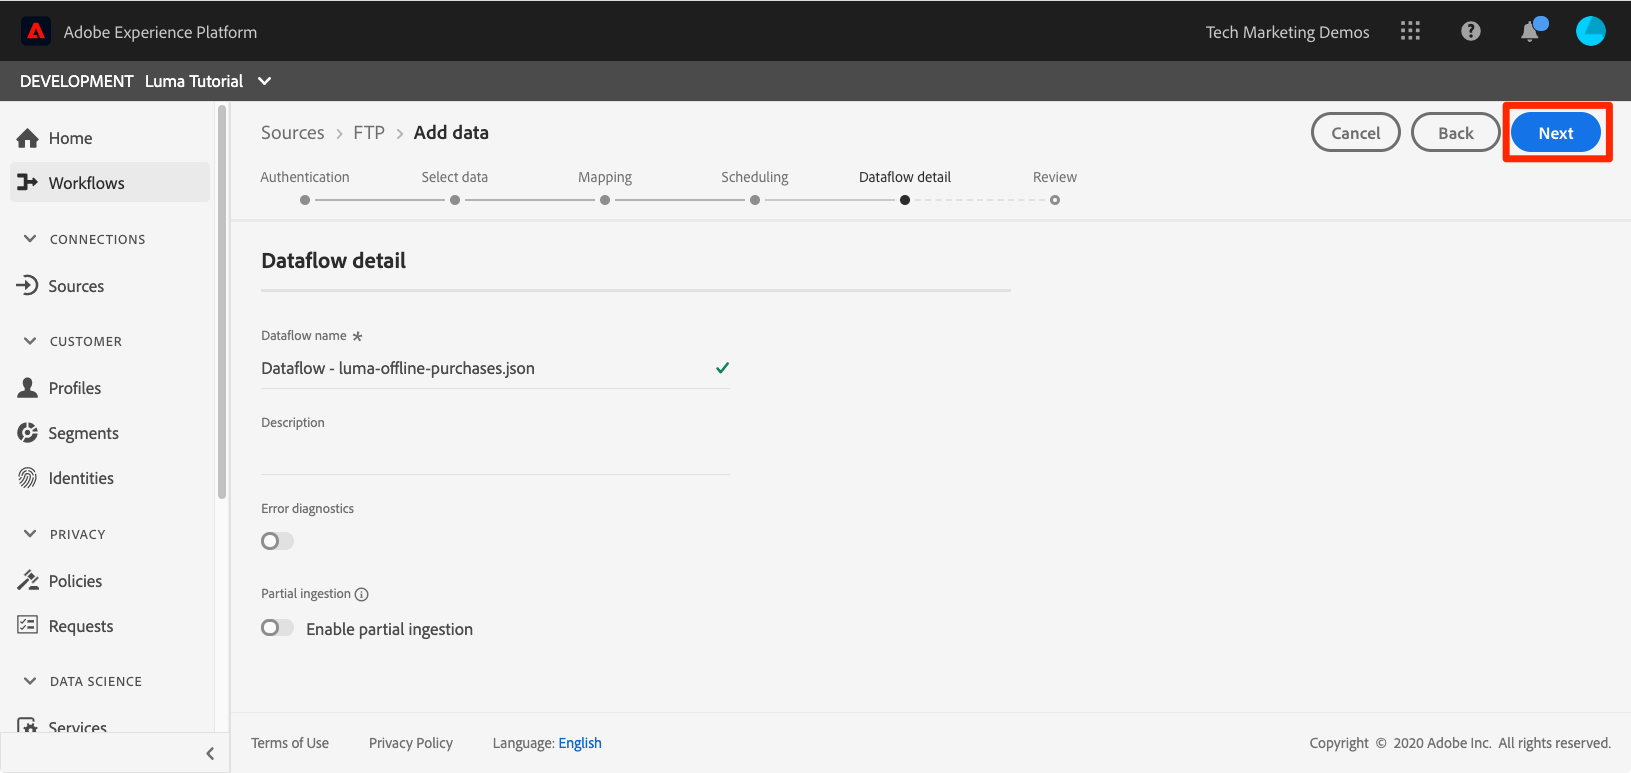 Adobe Experience Platform
Tech Marketing Demos
DEVELOPMENT Luma Tutorial
Home
Workflows
CONNECTIONS
Sources
CUSTOMER
Profiles
Segments
Identities
PRIVACY
Policies
Requests
DATA SCIENCE
Services
Sources > FTP > Add data
Cancel Back Next
Authentication Select data Mapping Scheduling Dataflow detail Review
Dataflow detail
Dataflow name *
Dataflow - luma-offline-purchases.json
Description
Error diagnostics
Partial ingestion
Enable partial ingestion
Terms of Use Privacy Policy Language: English
Copyright © 2020 Adobe Inc. All rights reserved.